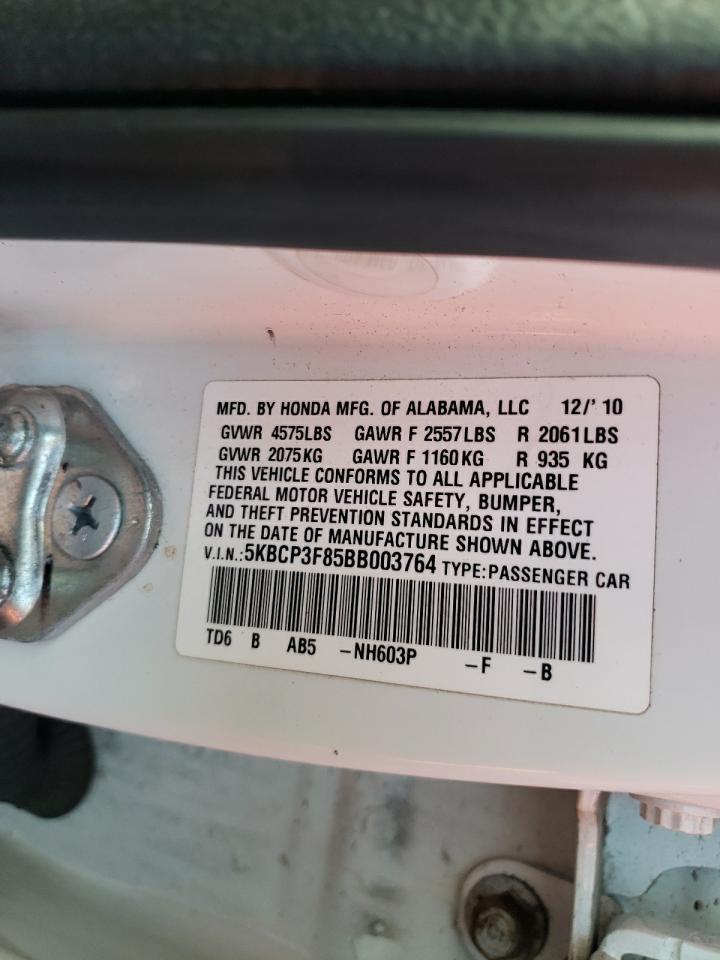 MFD. BY HONDA MFG. OF ALABAMA, LLC 12/'10
GVWR 4575LBS GAWR F 2557LBS R 2061LBS
GVWR 2075KG GAWR F 1160KG R 935 KG
THIS VEHICLE CONFORMS TO ALL APPLICABLE
FEDERAL MOTOR VEHICLE SAFETY, BUMPER,
AND THEFT PREVENTION STANDARDS IN EFFECT
ON THE DATE OF MANUFACTURE SHOWN ABOVE.
V.I.N.:5KBCP3F85BB003764 TYPE:PASSENGER CAR
TD6 B AB5 -NH603P -F -B